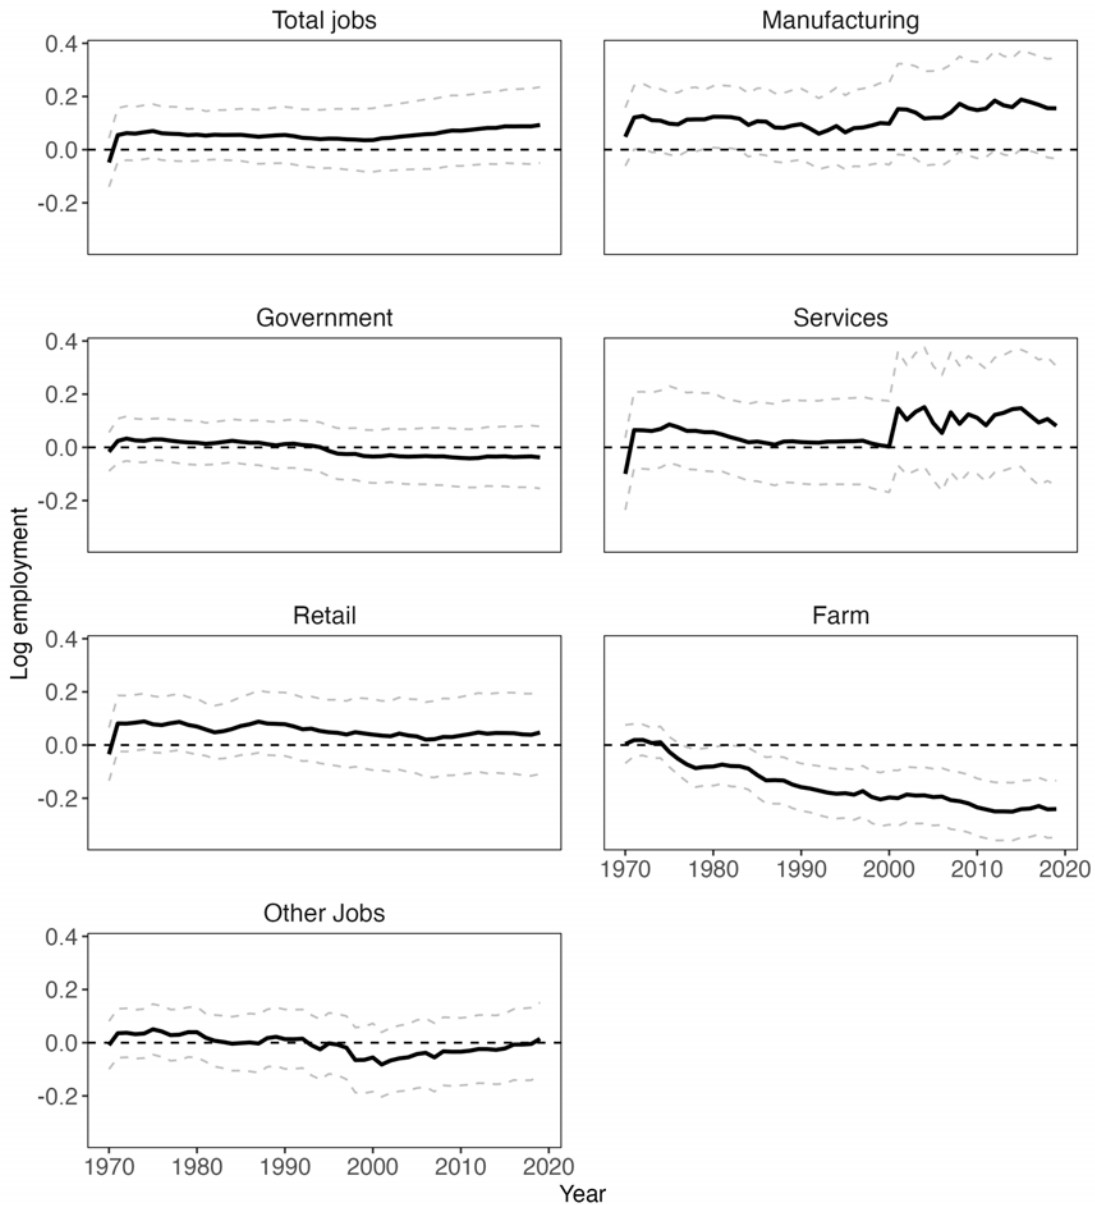 Total jobs
Manufacturing
0.4
0.2
0.0
-0.2
Government
Services
0.4
0.2
0.0
-0.2
Retail
Farm
0.4
0.2
0.0
-0.2
1970 1980 1990 2000 2010 2020
Other Jobs
0.4
0.2
0.0
-0.2
1970 1980 1990 2000 2010 2020
Log employment
Year